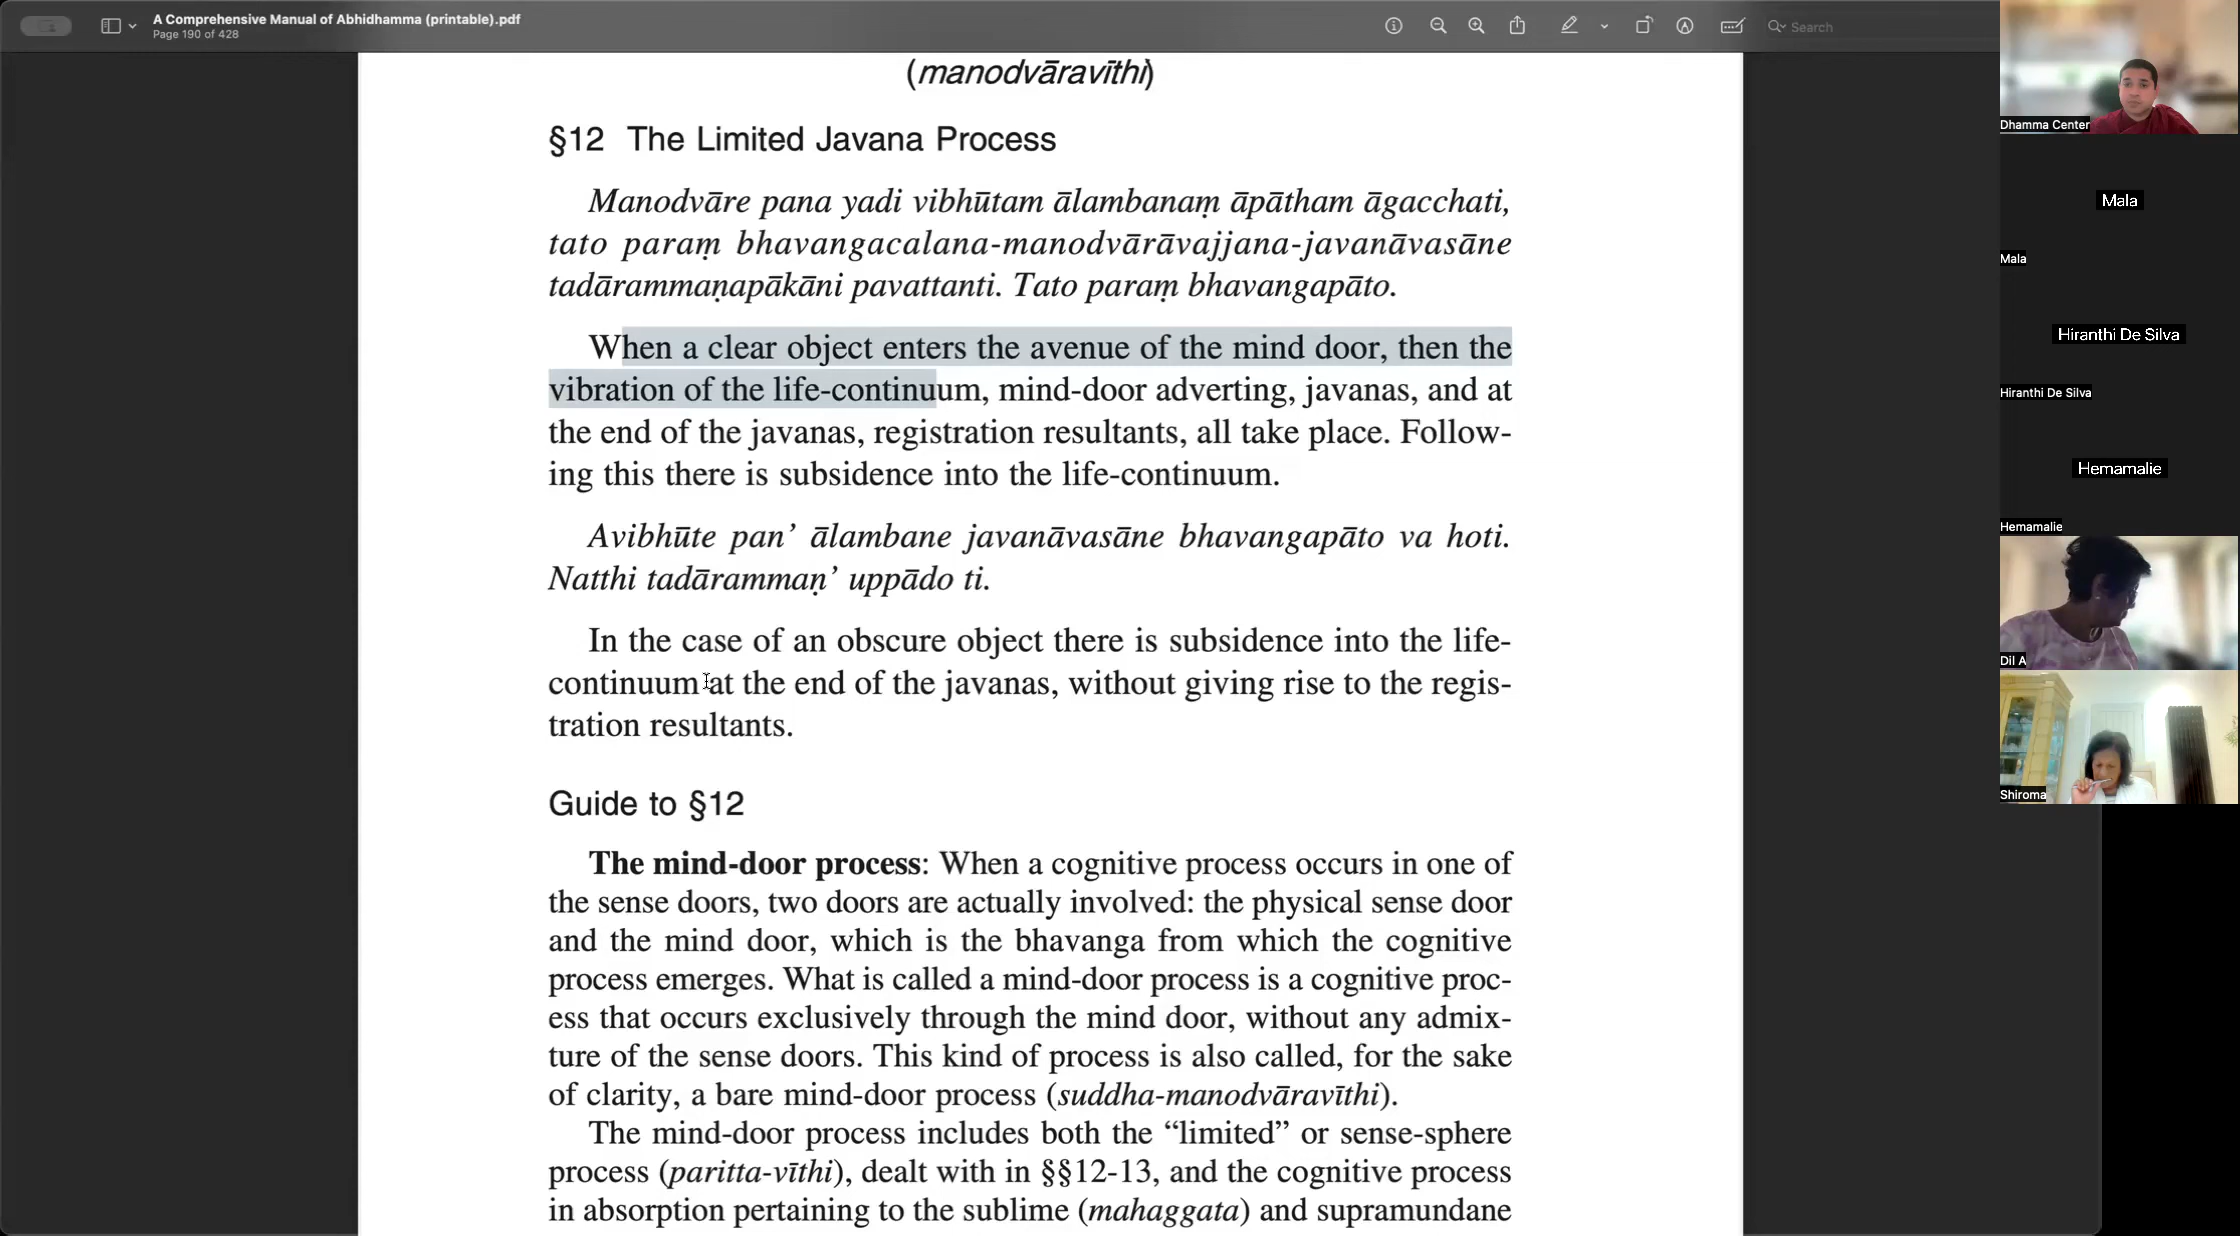 A Comprehensive Manual of Abhidhamma (printable).pdf
Page 190 of 428
Search
(manodvāravīthi)
§12 The Limited Javana Process
Manodvāre pana yadi vibhūtam ālambanaṃ āpātham āgacchati,
tato paraṃ bhavangacalana-manodvārāvajjana-javanāvasāne
tadārammaṇapākāni pavattanti. Tato paraṃ bhavangapāto.
When a clear object enters the avenue of the mind door, then the
vibration of the life-continuum, mind-door adverting, javanas, and at
the end of the javanas, registration resultants, all take place. Follow-
ing this there is subsidence into the life-continuum.
Avibhūte pan’ ālambane javanāvasāne bhavangapāto va hoti.
Natthi tadārammaṇ’ uppādo ti.
In the case of an obscure object there is subsidence into the life-
continuum at the end of the javanas, without giving rise to the regis-
tration resultants.
Guide to §12
The mind-door process: When a cognitive process occurs in one of
the sense doors, two doors are actually involved: the physical sense door
and the mind door, which is the bhavanga from which the cognitive
process emerges. What is called a mind-door process is a cognitive proc-
ess that occurs exclusively through the mind door, without any admix-
ture of the sense doors. This kind of process is also called, for the sake
of clarity, a bare mind-door process (suddha-manodvāravīthi).
The mind-door process includes both the “limited” or sense-sphere
process (paritta-vīthi), dealt with in §§12-13, and the cognitive process
in absorption pertaining to the sublime (mahaggata) and supramundane
Dhamma Center
Mala
Mala
Hiranthi De Silva
Hiranthi De Silva
Hemamalie
Hemamalie
Dil A
Shiroma